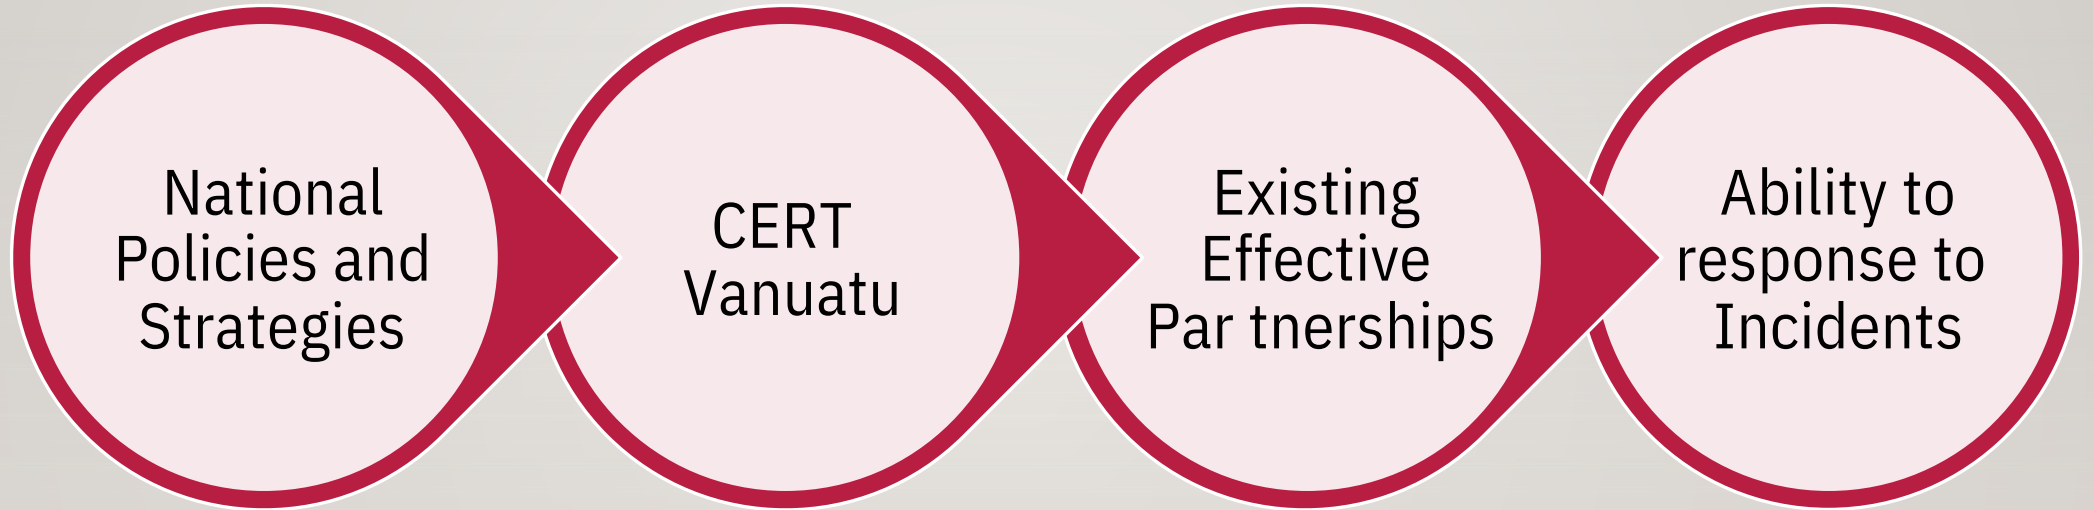 National
Policies and
Strategies
CERT
Vanuatu
Existing
Effective
Par tnerships
Ability to
response to
Incidents